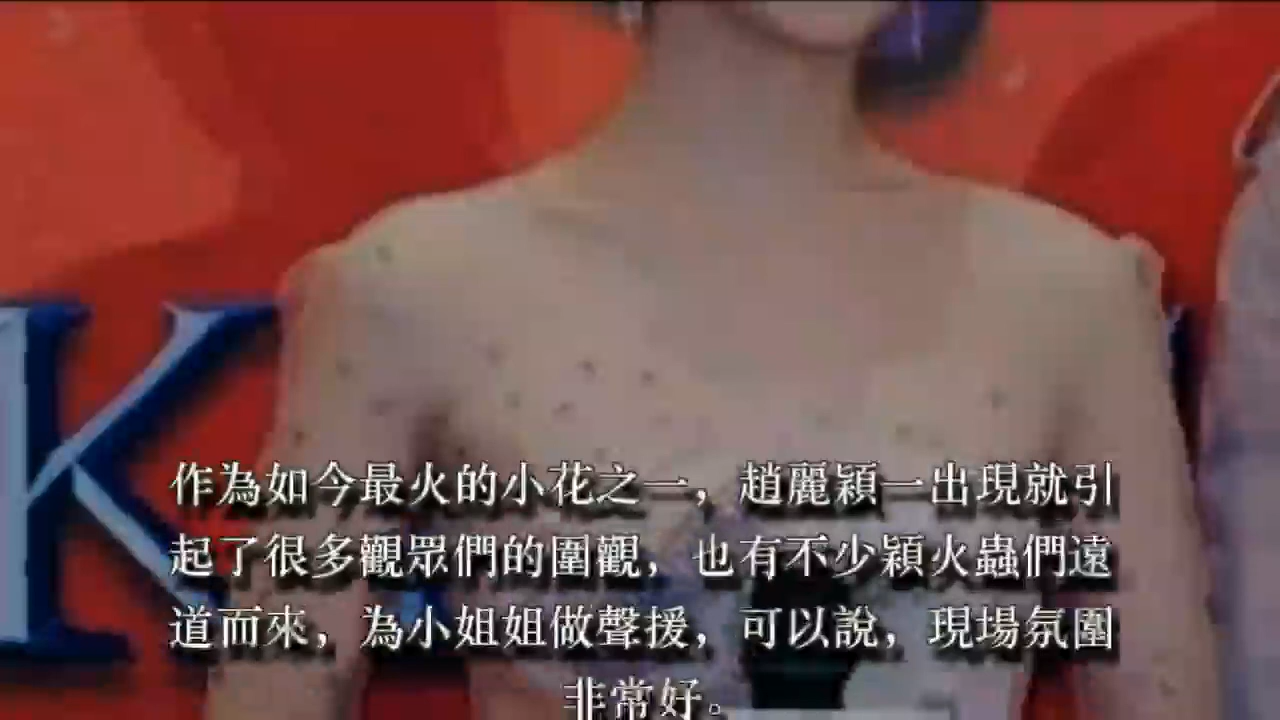 K
作為如今最火的小花之一，趙麗穎一出現就引
起了很多觀眾們的圍觀，也有不少穎火蟲們遠
道而來，為小姐姐做聲援，可以說，現場氛圍
非常好。